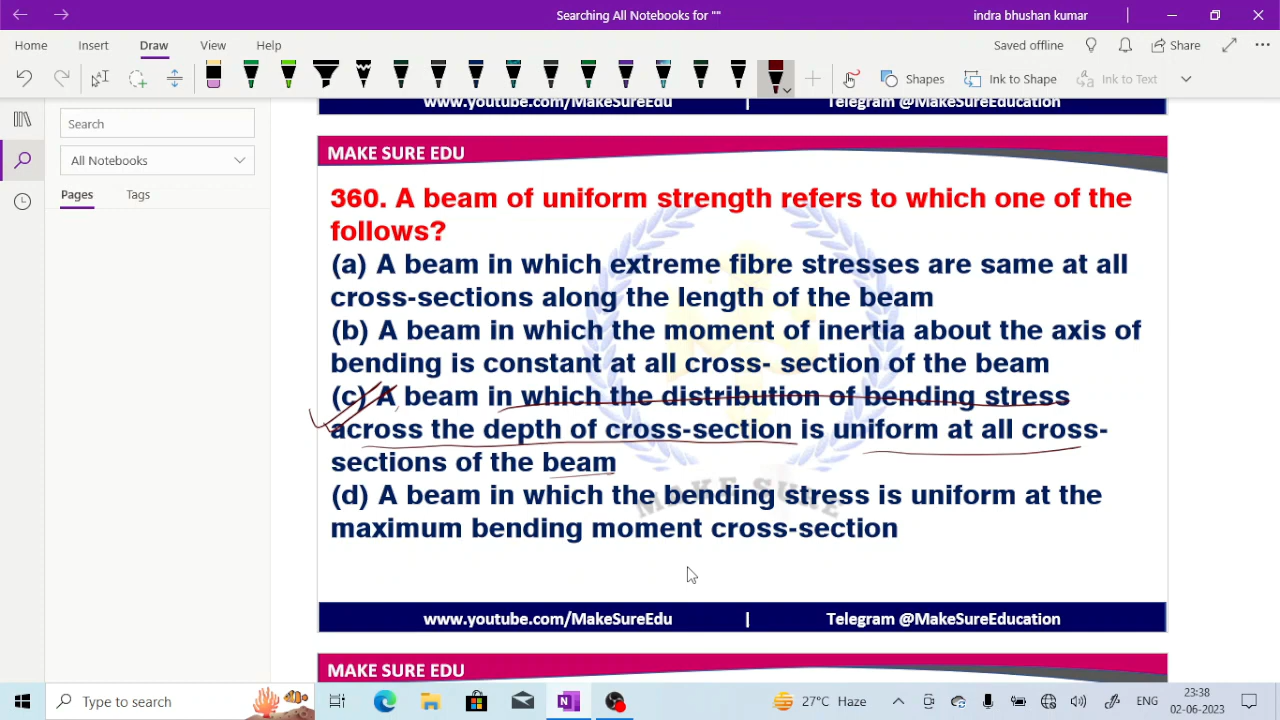 Searching All Notebooks for ""
indra bhushan kumar
Home Insert Draw View Help
Saved offline
Share
Shapes
Ink to Shape
Ink to Text
Search
All Notebooks
Pages Tags
www.youtube.com/MakeSureEdu | Telegram @MakeSureEducation
MAKE SURE EDU
360. A beam of uniform strength refers to which one of the
follows?
(a) A beam in which extreme fibre stresses are same at all
cross-sections along the length of the beam
(b) A beam in which the moment of inertia about the axis of
bending is constant at all cross- section of the beam
(c) A beam in which the distribution of bending stress
across the depth of cross-section is uniform at all cross-
sections of the beam
(d) A beam in which the bending stress is uniform at the
maximum bending moment cross-section
MAKE SURE
www.youtube.com/MakeSureEdu | Telegram @MakeSureEducation
MAKE SURE EDU
Type to search
27°C Haze
ENG
23:38
02-06-2023